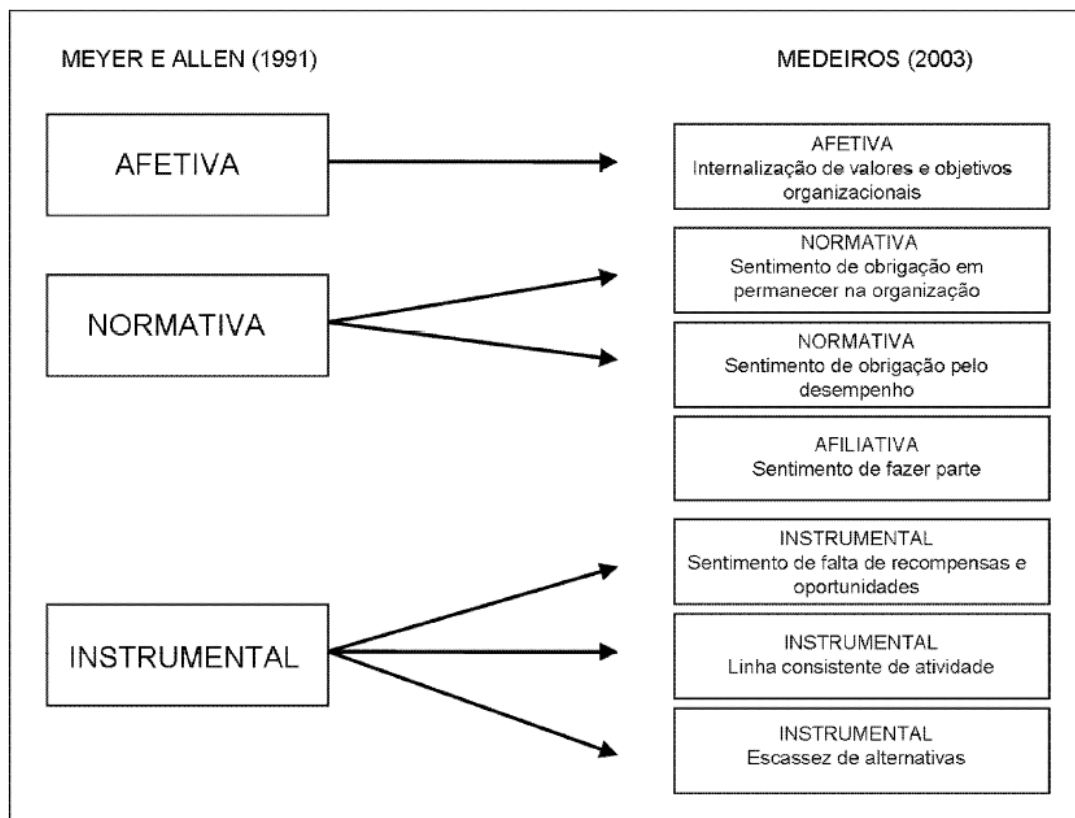 MEYER E ALLEN (1991)
MEDEIROS (2003)
AFETIVA
NORMATIVA
INSTRUMENTAL
AFETIVA
Internalização de valores e objetivos
organizacionais
NORMATIVA
Sentimento de obrigação em
permanecer na organização
NORMATIVA
Sentimento de obrigação pelo
desempenho
AFILIATIVA
Sentimento de fazer parte
INSTRUMENTAL
Sentimento de falta de recompensas e
oportunidades
INSTRUMENTAL
Linha consistente de atividade
INSTRUMENTAL
Escassez de alternativas